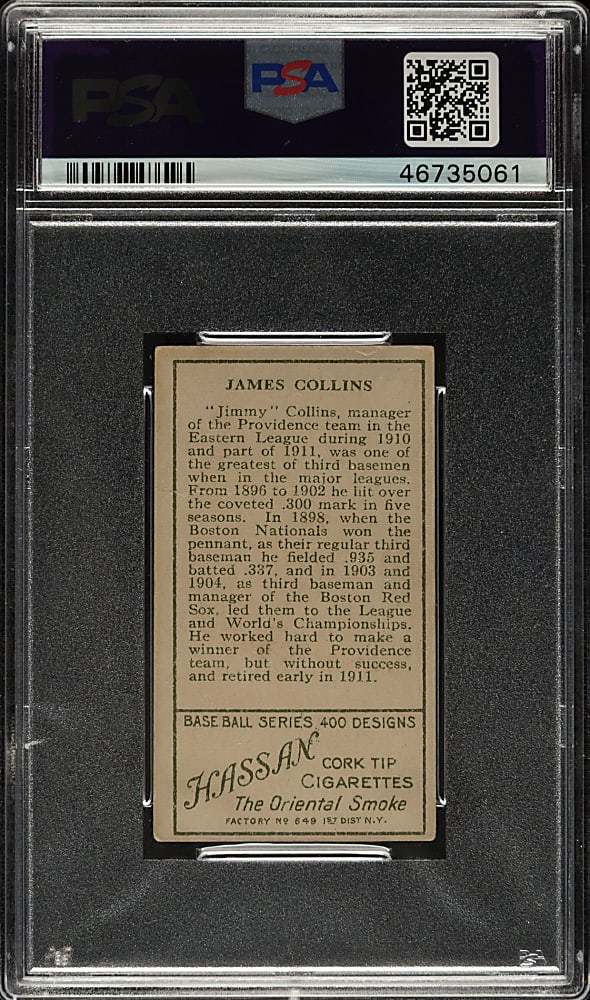 PSA
PSA
46735061
JAMES COLLINS
"Jimmy" Collins, manager
of the Providence team in the
Eastern League during 1910
and part of 1911, was one of
the greatest of third basemen
when in the major leagues.
From 1896 to 1902 he hit over
the coveted .300 mark in five
seasons. In 1898, when the
Boston Nationals won the
pennant, as their regular third
baseman he fielded .935 and
batted .337, and in 1903 and
1904, as third baseman and
manager of the Boston Red
Sox, led them to the League
and World's Championships.
He worked hard to make a
winner of the Providence
team, but without success,
and retired early in 1911.
BASE BALL SERIES 400 DESIGNS
HASSAN
CORK TIP
CIGARETTES
The Oriental Smoke
FACTORY Nº 649 1ST DIST N.Y.